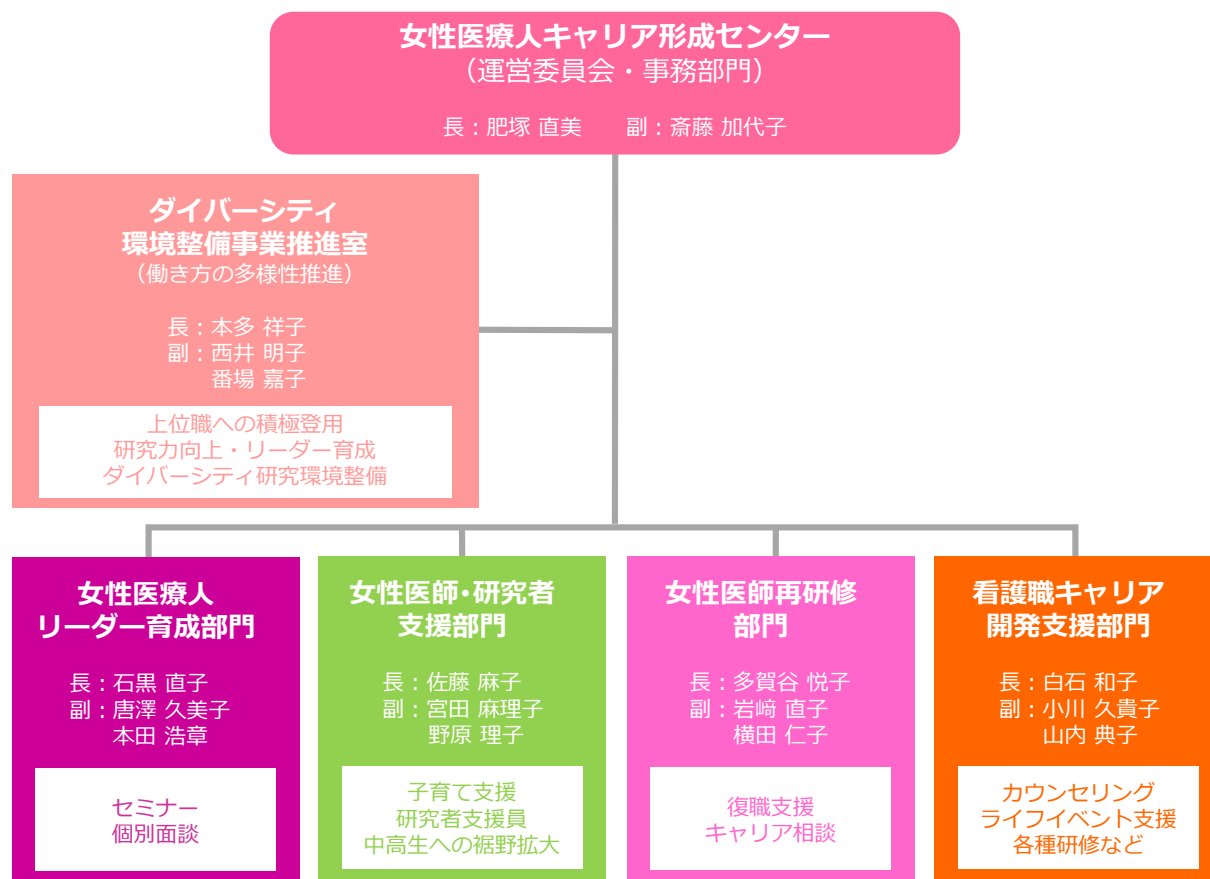 女性医療人キャリア形成センター
（運営委員会・事務部門）
長：肥塚 直美　　副：斎藤 加代子
ダイバーシティ
環境整備事業推進室
（働き方の多様性推進）
長：本多 祥子
副：西井 明子
番場 嘉子
上位職への積極登用
研究力向上・リーダー育成
ダイバーシティ研究環境整備
女性医療人
リーダー育成部門
長：石黒 直子
副：唐澤 久美子
本田 浩章
セミナー
個別面談
女性医師・研究者
支援部門
長：佐藤 麻子
副：宮田 麻理子
野原 理子
子育て支援
研究者支援員
中高生への裾野拡大
女性医師再研修
部門
長：多賀谷 悦子
副：岩﨑 直子
横田 仁子
復職支援
キャリア相談
看護職キャリア
開発支援部門
長：白石 和子
副：小川 久貴子
山内 典子
カウンセリング
ライフイベント支援
各種研修など